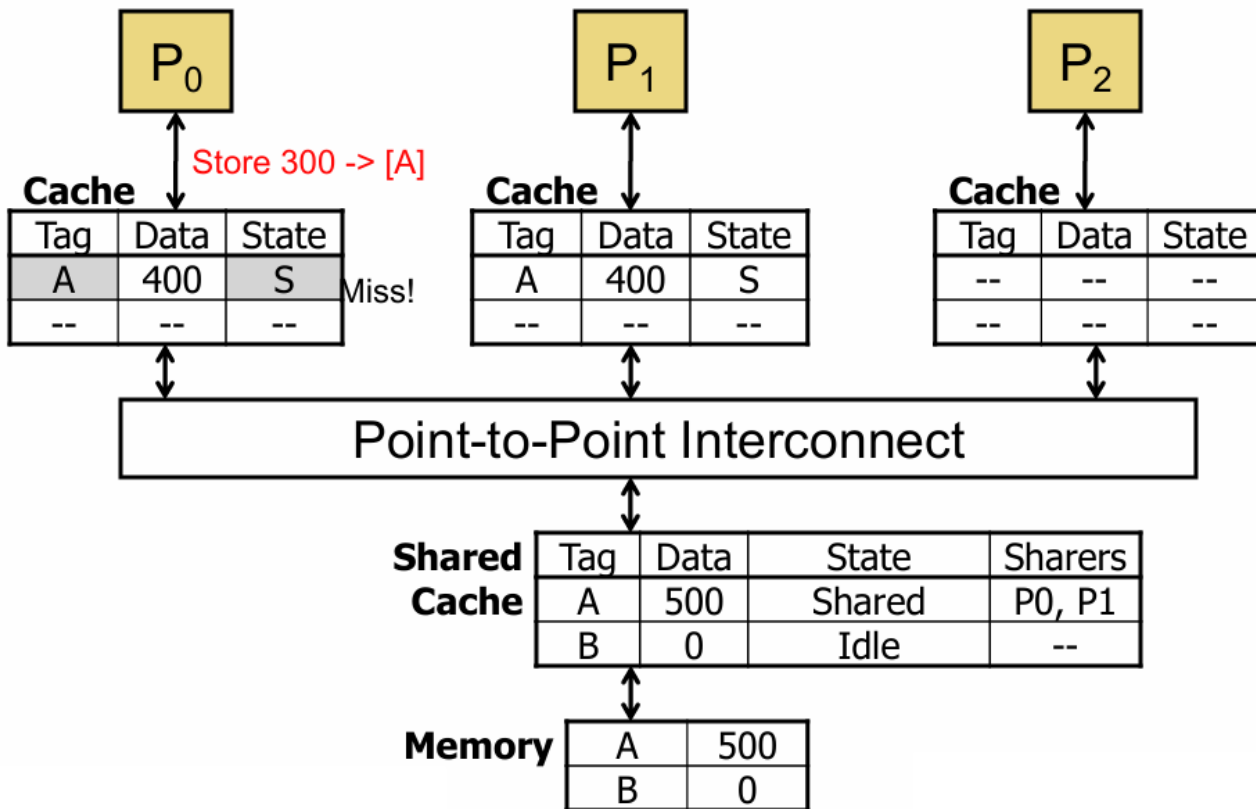 P0 P1 P2
Store 300 -> [A]
Cache Cache Cache
Tag Data State Tag Data State Tag Data State
A 400 S Miss! A 400 S -- -- --
-- -- -- -- -- -- -- -- --
Point-to-Point Interconnect
Shared Tag Data State Sharers
Cache A 500 Shared P0, P1
B 0 Idle --
Memory A 500
B 0